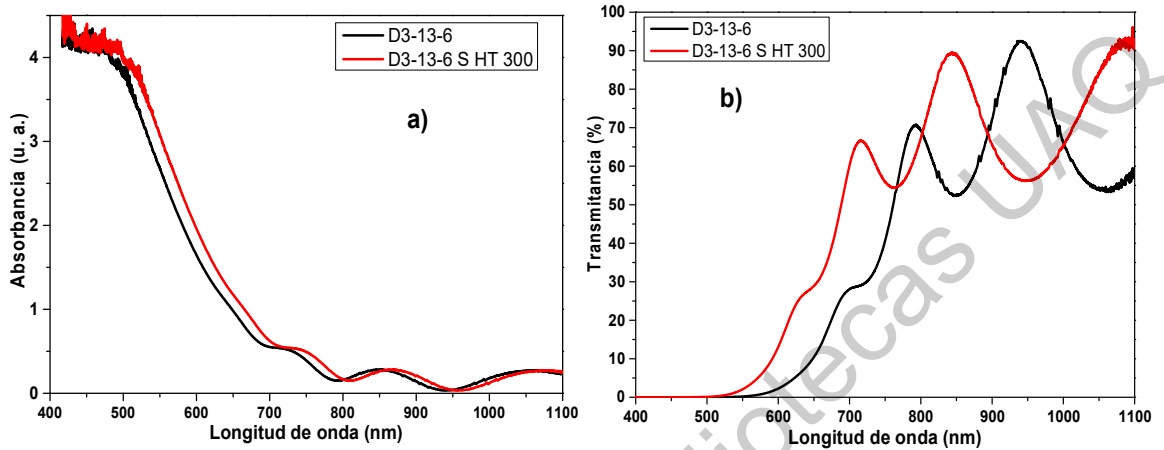 D3-13-6
D3-13-6 S HT 300
a)
Absorbancia (u. a.)
4
3
2
1
0
400 500 600 700 800 900 1000 1100
Longitud de onda (nm)
D3-13-6
D3-13-6 S HT 300
b)
Transmitancia (%)
100
90
80
70
60
50
40
30
20
10
0
400 500 600 700 800 900 1000 1100
Longitud de onda (nm)
liotecas UAQ